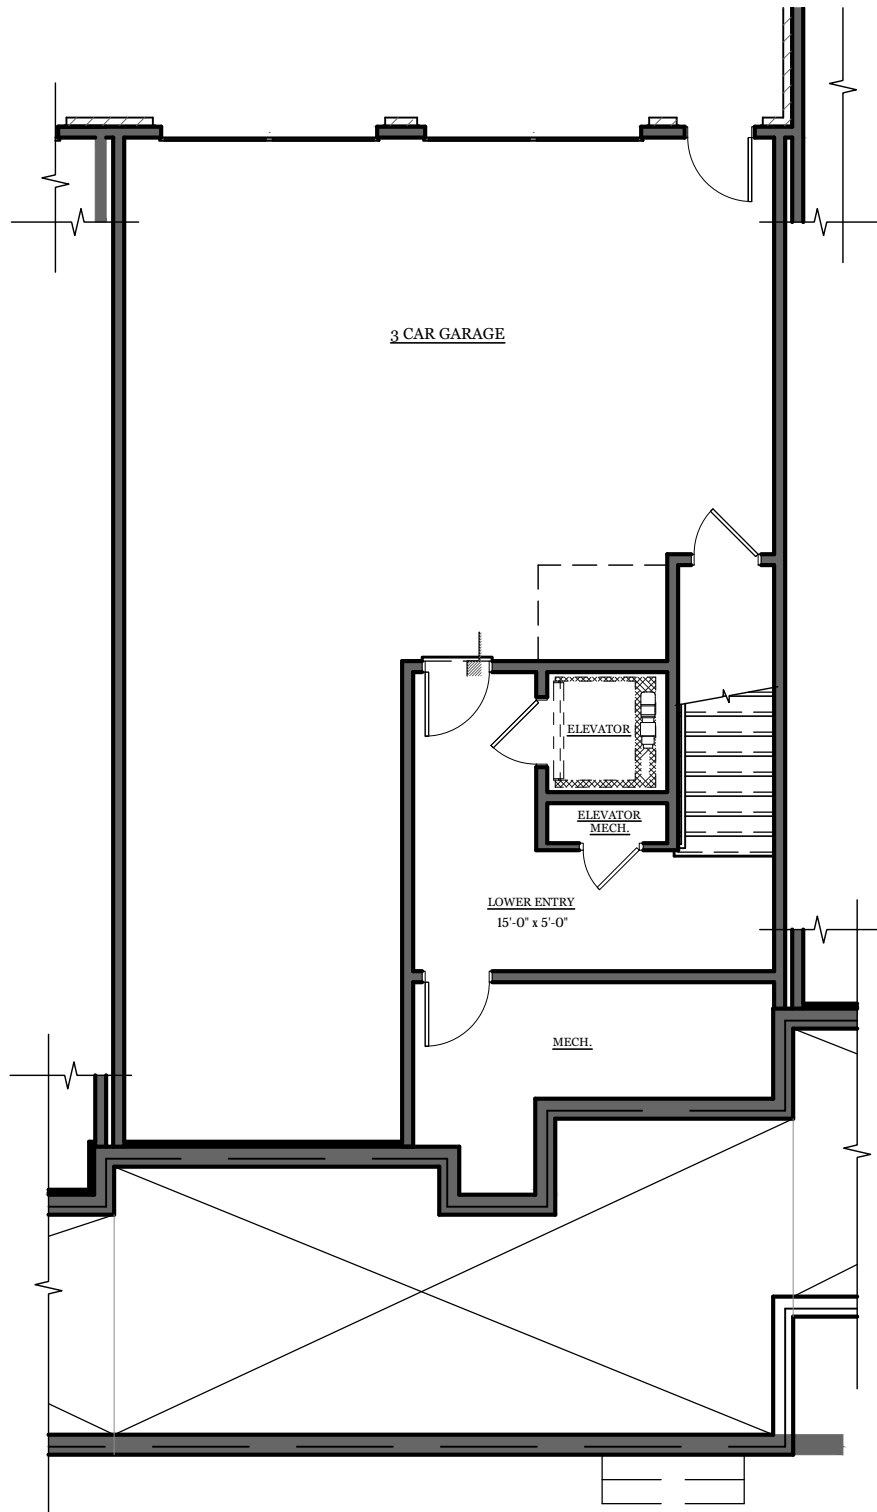 3 CAR GARAGE
ELEVATOR
ELEVATOR
MECH.
LOWER ENTRY
15'-0" x 5'-0"
MECH.